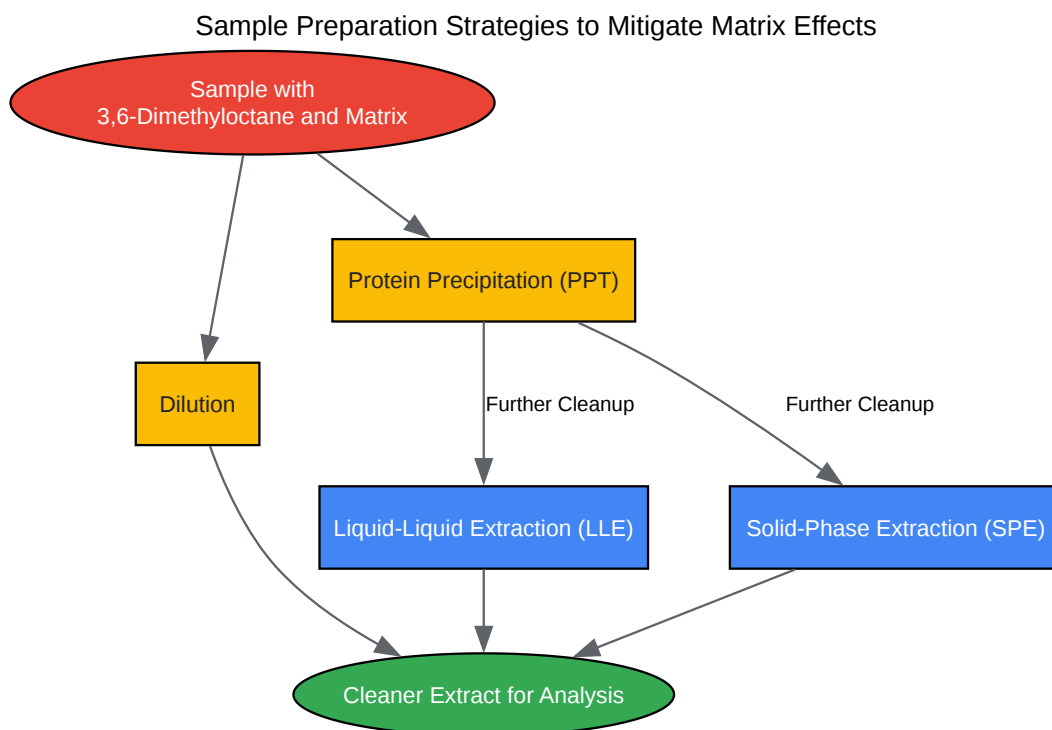 Sample Preparation Strategies to Mitigate Matrix Effects
Sample with
3,6-Dimethyloctane and Matrix
Protein Precipitation (PPT)
Dilution
Further Cleanup
Further Cleanup
Liquid-Liquid Extraction (LLE)
Solid-Phase Extraction (SPE)
Cleaner Extract for Analysis